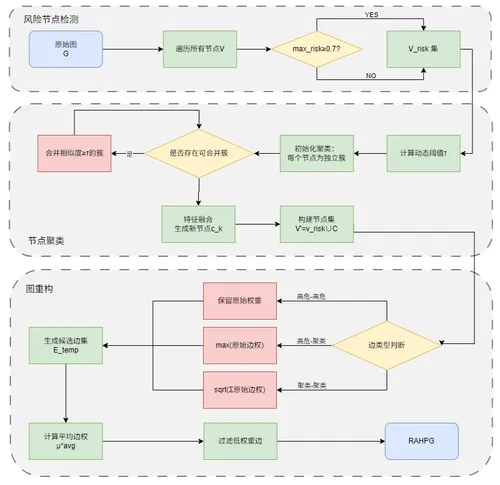 风险节点检测
原始图
G
遍历所有节点V
max_risk≥0.7?
YES
NO
V_risk 集
合并相似度≥τ的簇
是
是否存在可合并簇
初始化聚类:
每个节点为独立簇
计算动态阈值τ
特征融合
生成新节点c_k
构建节点集
V'=v_risk∪C
节点聚类
图重构
保留原始权重
高危-高危
生成候选边集
E_temp
max(原始边权)
高危-聚类
边类型判断
sqrt(Σ原始边权)
聚类-聚类
计算平均边权
μ*avg
过滤低权重边
RAHPG